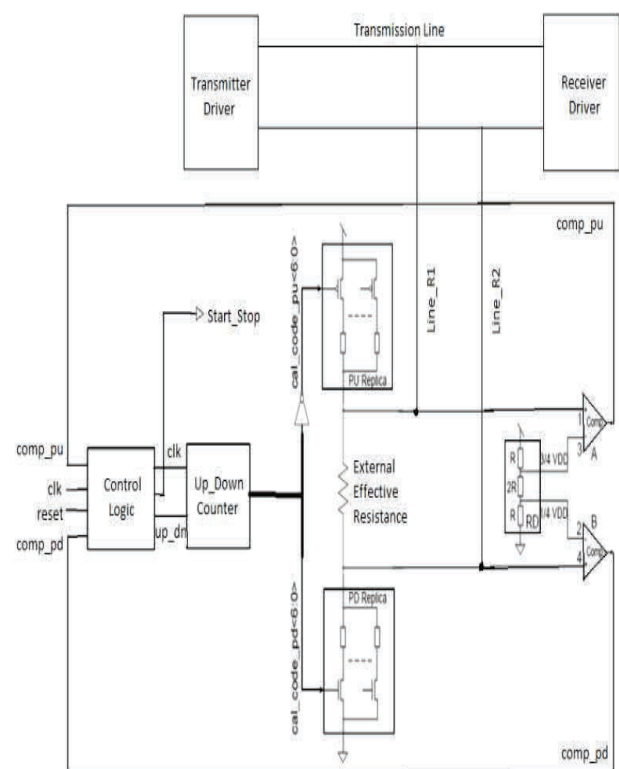 Transmission Line
Transmitter
Driver
Receiver
Driver
comp_pu
cal_code_pu<6:0>
Line_R1
Line_R2
Start_Stop
PU Replica
comp_pu
clk
reset
comp_pd
Control
Logic
clk
up_dn
Up_Down
Counter
External
Effective
Resistance
R
2R
R
RD
3/4 VDD
1/4 VDD
1
3
Comp
A
B
2
4
Comp
cal_code_pd<6:0>
PD Replica
comp_pd